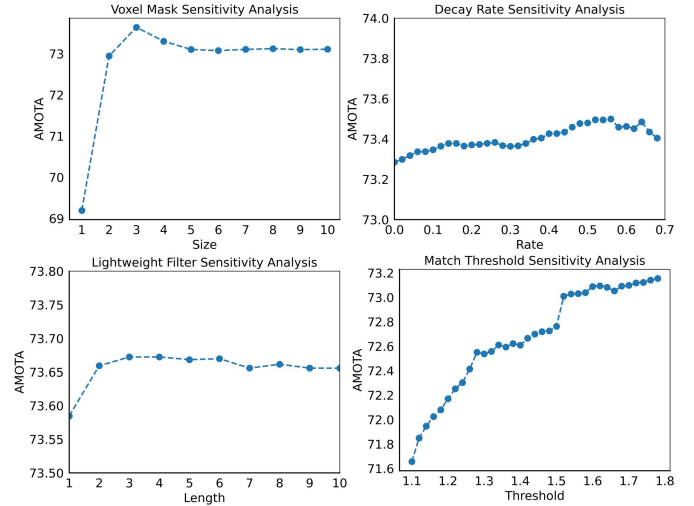 Voxel Mask Sensitivity Analysis
AMOTA
73
72
71
70
69
1 2 3 4 5 6 7 8 9 10
Size
Decay Rate Sensitivity Analysis
AMOTA
74.0
73.8
73.6
73.4
73.2
73.0
0.0 0.1 0.2 0.3 0.4 0.5 0.6 0.7
Rate
Lightweight Filter Sensitivity Analysis
AMOTA
73.80
73.75
73.70
73.65
73.60
73.55
73.50
1 2 3 4 5 6 7 8 9 10
Length
Match Threshold Sensitivity Analysis
AMOTA
73.2
73.0
72.8
72.6
72.4
72.2
72.0
71.8
71.6
1.1 1.2 1.3 1.4 1.5 1.6 1.7 1.8
Threshold